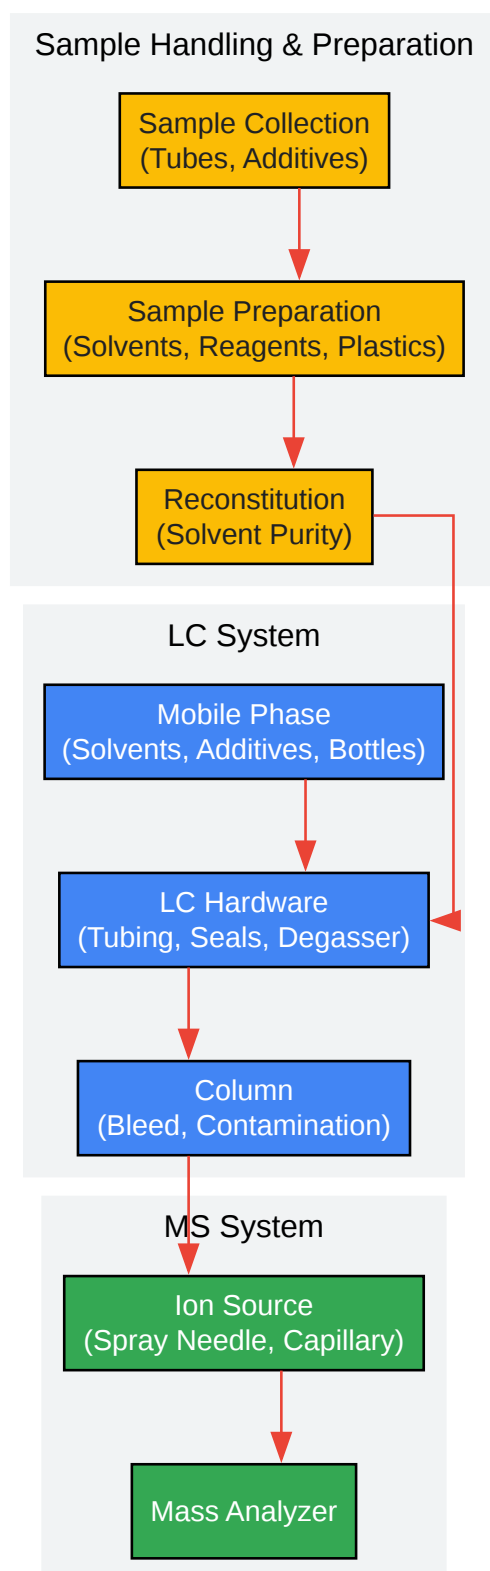 Sample Handling & Preparation
Sample Collection
(Tubes, Additives)
Sample Preparation
(Solvents, Reagents, Plastics)
Reconstitution
(Solvent Purity)
LC System
Mobile Phase
(Solvents, Additives, Bottles)
LC Hardware
(Tubing, Seals, Degasser)
Column
(Bleed, Contamination)
MS System
Ion Source
(Spray Needle, Capillary)
Mass Analyzer